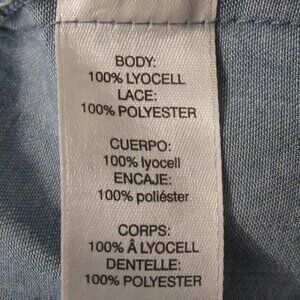 BODY:
100% LYOCELL
LACE:
100% POLYESTER
CUERPO:
100% lyocell
ENCAJE:
100% poliéster
CORPS:
100% Â LYOCELL
DENTELLE:
100% POLYESTER